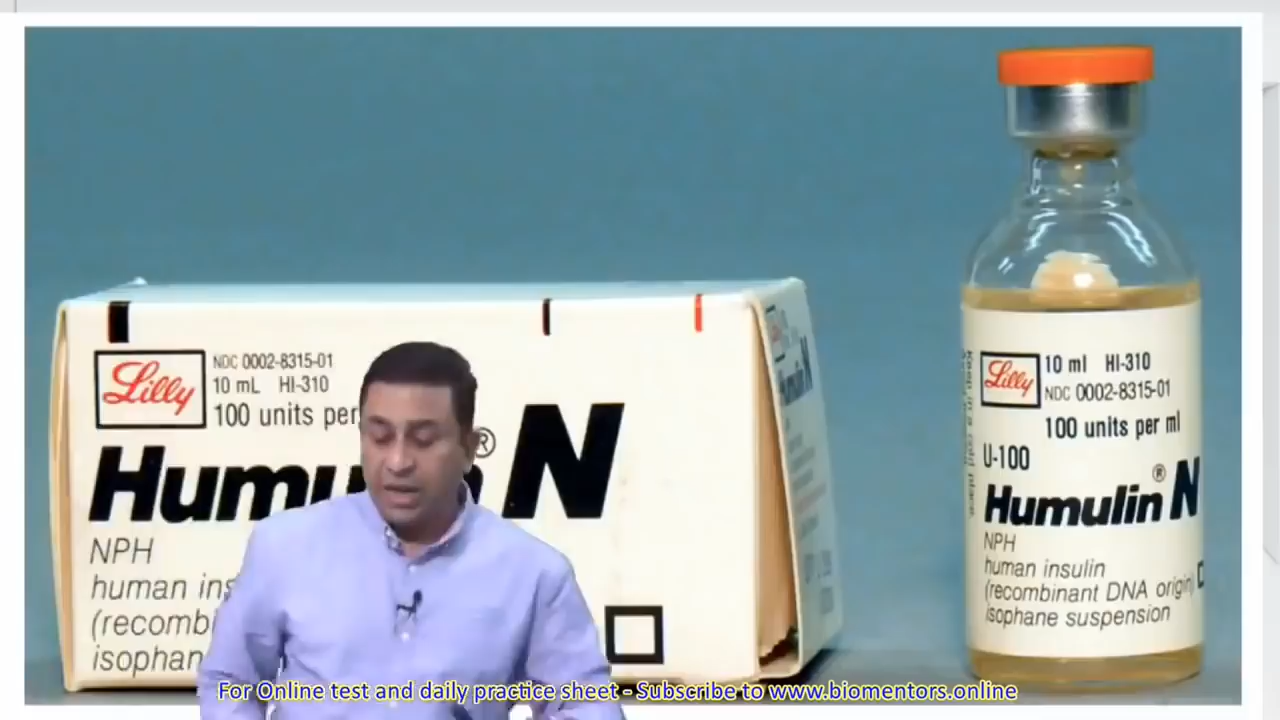 Lilly
NDC 0002-8315-01
10 mL HI-310
100 units per
Humulin N
®
NPH
human ins
(recomb
isophan
Lilly
10 ml HI-310
NDC 0002-8315-01
100 units per ml
U-100
Humulin® N
NPH
human insulin
(recombinant DNA origin)
isophane suspension
For Online test and daily practice sheet - Subscribe to www.biomentors.online